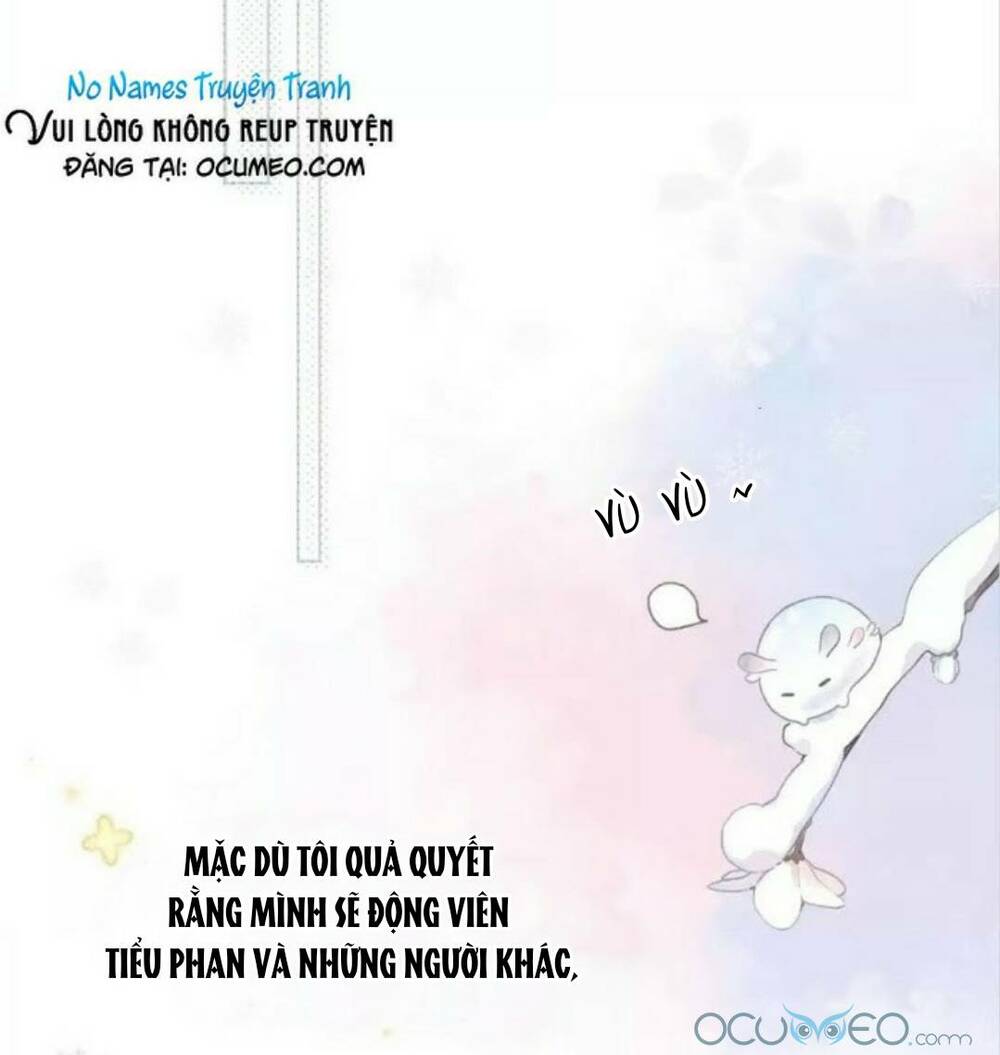 No Names Truyện Tranh
VUI LÒNG KHÔNG REUP TRUYỆN
ĐĂNG TẠI: OCUMEO.COM
VÙ VÙ ~
MẶC DÙ TÔI QUẢ QUYẾT
RẰNG MÌNH SẼ ĐỘNG VIÊN
TIỂU PHAN VÀ NHỮNG NGƯỜI KHÁC,
OCUMEO.com